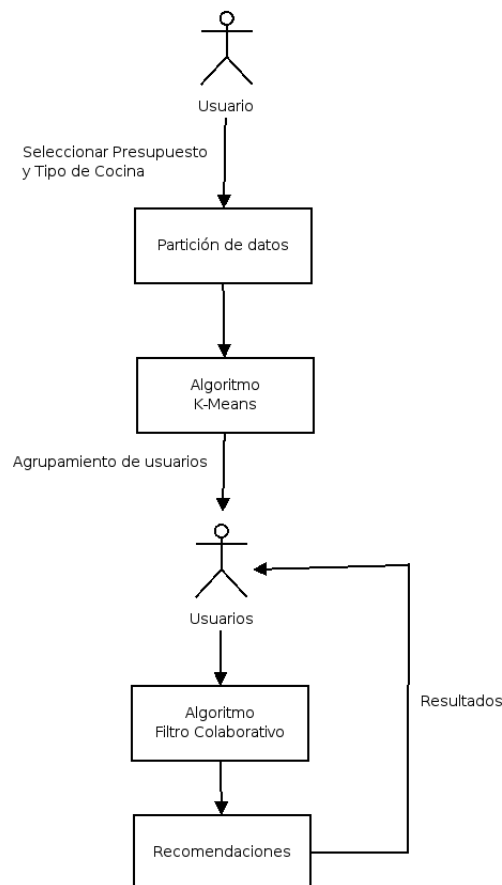 Usuario
Seleccionar Presupuesto
y Tipo de Cocina
Partición de datos
Algoritmo
K-Means
Agrupamiento de usuarios
Usuarios
Algoritmo
Filtro Colaborativo
Resultados
Recomendaciones